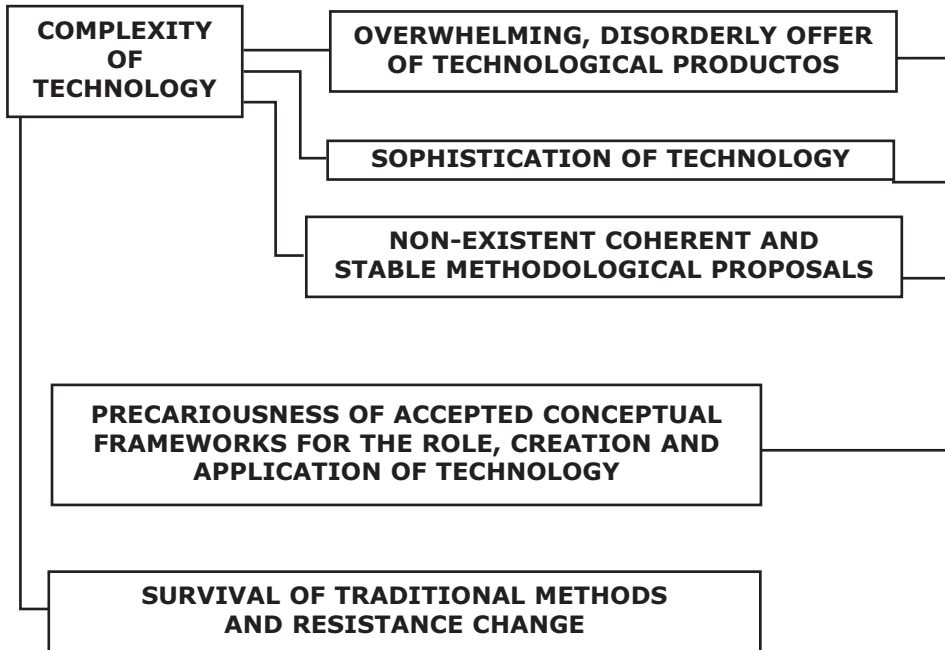 COMPLEXITY
OF
TECHNOLOGY
OVERWHELMING, DISORDERLY OFFER
OF TECHNOLOGICAL PRODUCTOS
SOPHISTICATION OF TECHNOLOGY
NON-EXISTENT COHERENT AND
STABLE METHODOLOGICAL PROPOSALS
PRECARIOUSNESS OF ACCEPTED CONCEPTUAL
FRAMEWORKS FOR THE ROLE, CREATION AND
APPLICATION OF TECHNOLOGY
SURVIVAL OF TRADITIONAL METHODS
AND RESISTANCE CHANGE